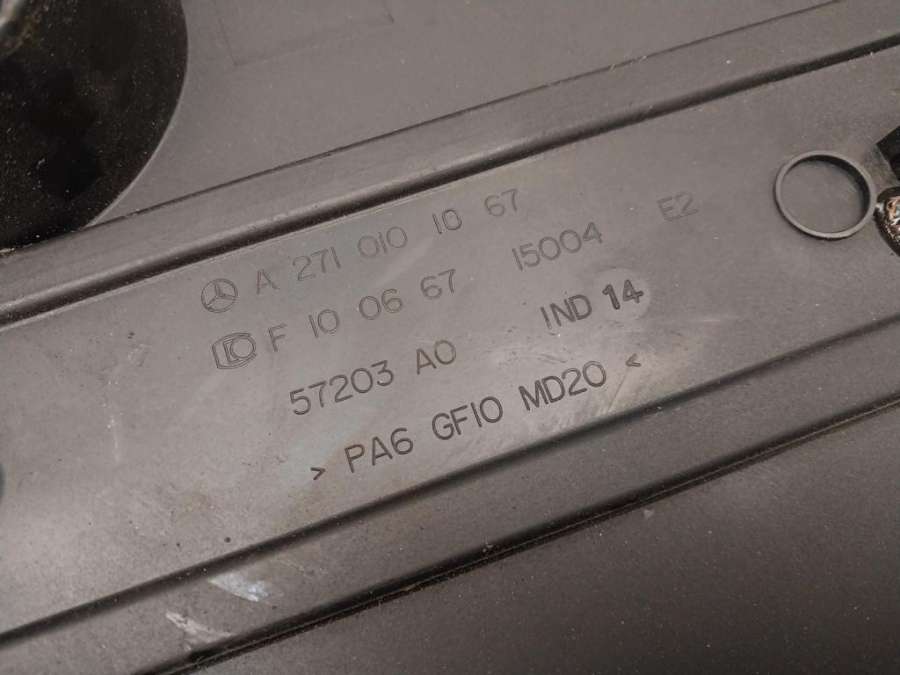 A 271 010 10 67
F 10 06 67 15004 E2
57203 A0 IND 14
> PA6 GF10 MD20 <